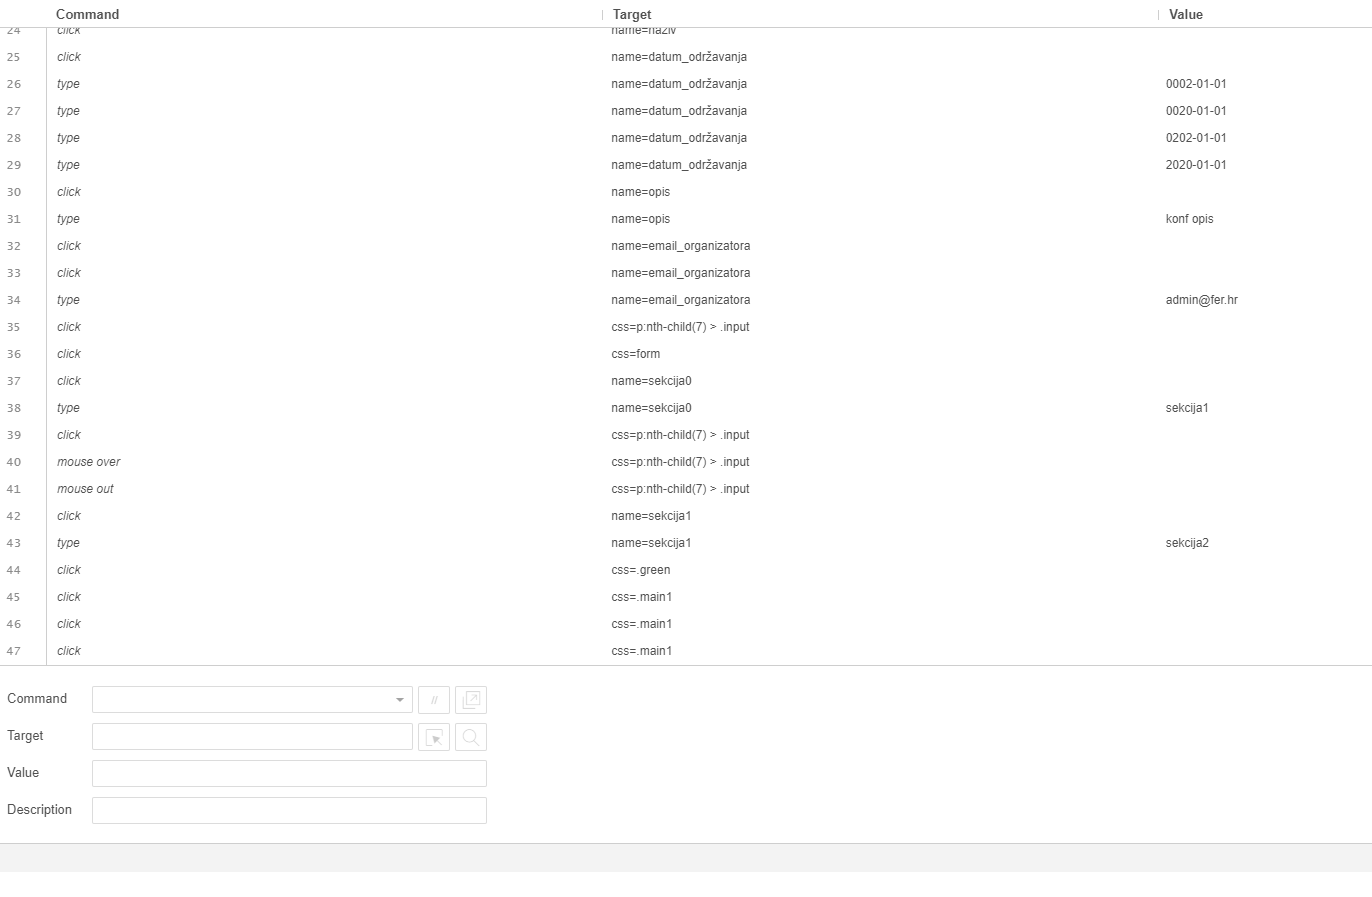 Command Target Value
24 click name=naziv
25 click name=datum_održavanja
26 type name=datum_održavanja 0002-01-01
27 type name=datum_održavanja 0020-01-01
28 type name=datum_održavanja 0202-01-01
29 type name=datum_održavanja 2020-01-01
30 click name=opis
31 type name=opis konf opis
32 click name=email_organizatora
33 click name=email_organizatora
34 type name=email_organizatora admin@fer.hr
35 click css=p:nth-child(7) > .input
36 click css=form
37 click name=sekcija0
38 type name=sekcija0 sekcija1
39 click css=p:nth-child(7) > .input
40 mouse over css=p:nth-child(7) > .input
41 mouse out css=p:nth-child(7) > .input
42 click name=sekcija1
43 type name=sekcija1 sekcija2
44 click css=.green
45 click css=.main1
46 click css=.main1
47 click css=.main1
Command //
Target
Value
Description